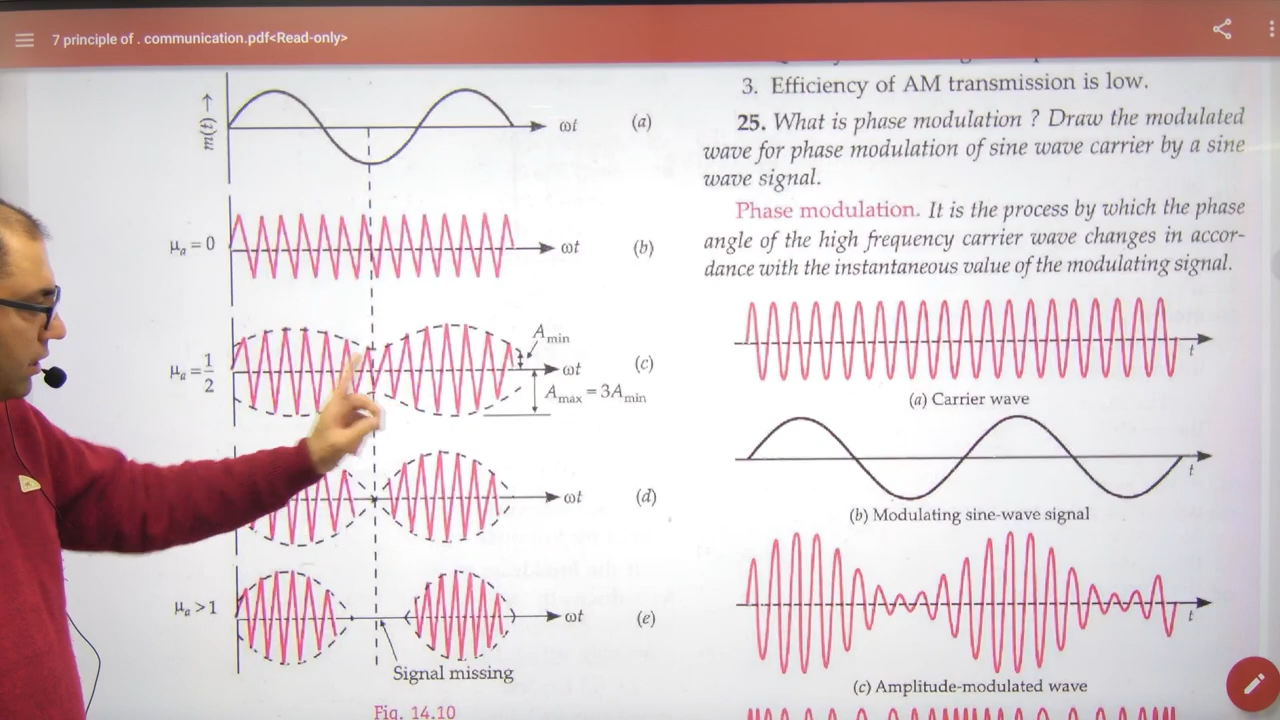 7 principle of . communication.pdf<Read-only>
m(t) →
ωt
(a)
μa = 0
ωt
(b)
μa = 1/2
Amin
ωt
(c)
Amax = 3Amin
ωt
(d)
μa > 1
ωt
(e)
Signal missing
Fig. 14.10
3. Efficiency of AM transmission is low.
25. What is phase modulation ? Draw the modulated
wave for phase modulation of sine wave carrier by a sine
wave signal.
Phase modulation. It is the process by which the phase
angle of the high frequency carrier wave changes in accor-
dance with the instantaneous value of the modulating signal.
t
(a) Carrier wave
t
(b) Modulating sine-wave signal
t
(c) Amplitude-modulated wave